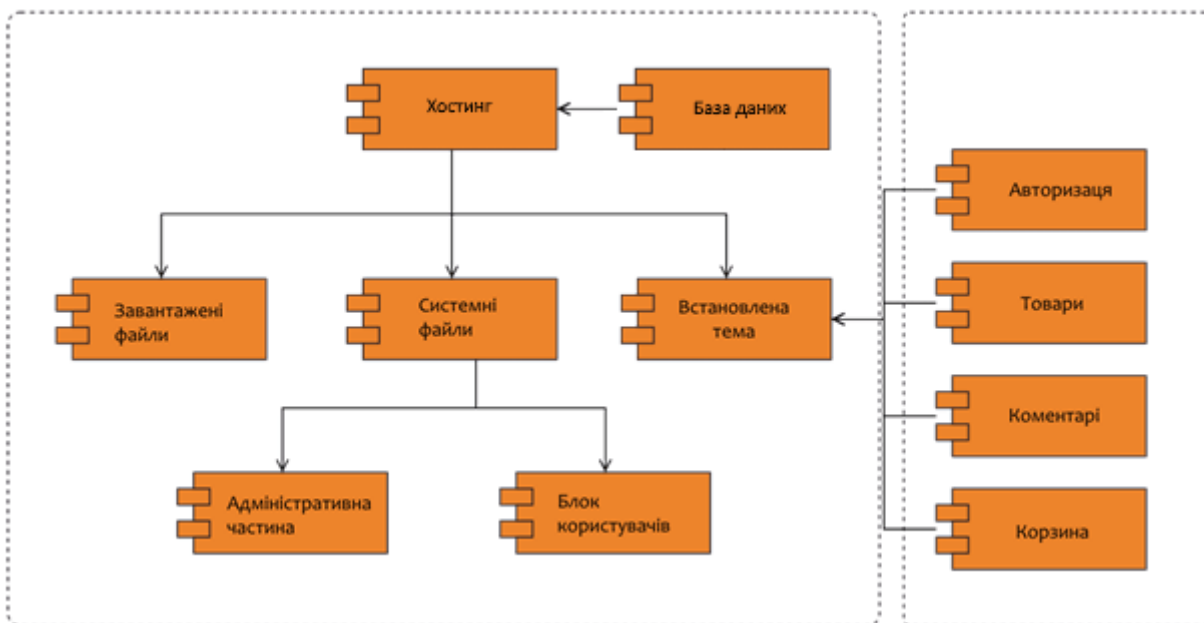 Хостинг
База даних
Авторизаця
Завантажені
файли
Системні
файли
Встановлена
тема
Товари
Коментарі
Адміністративна
частина
Блок
користувачів
Корзина